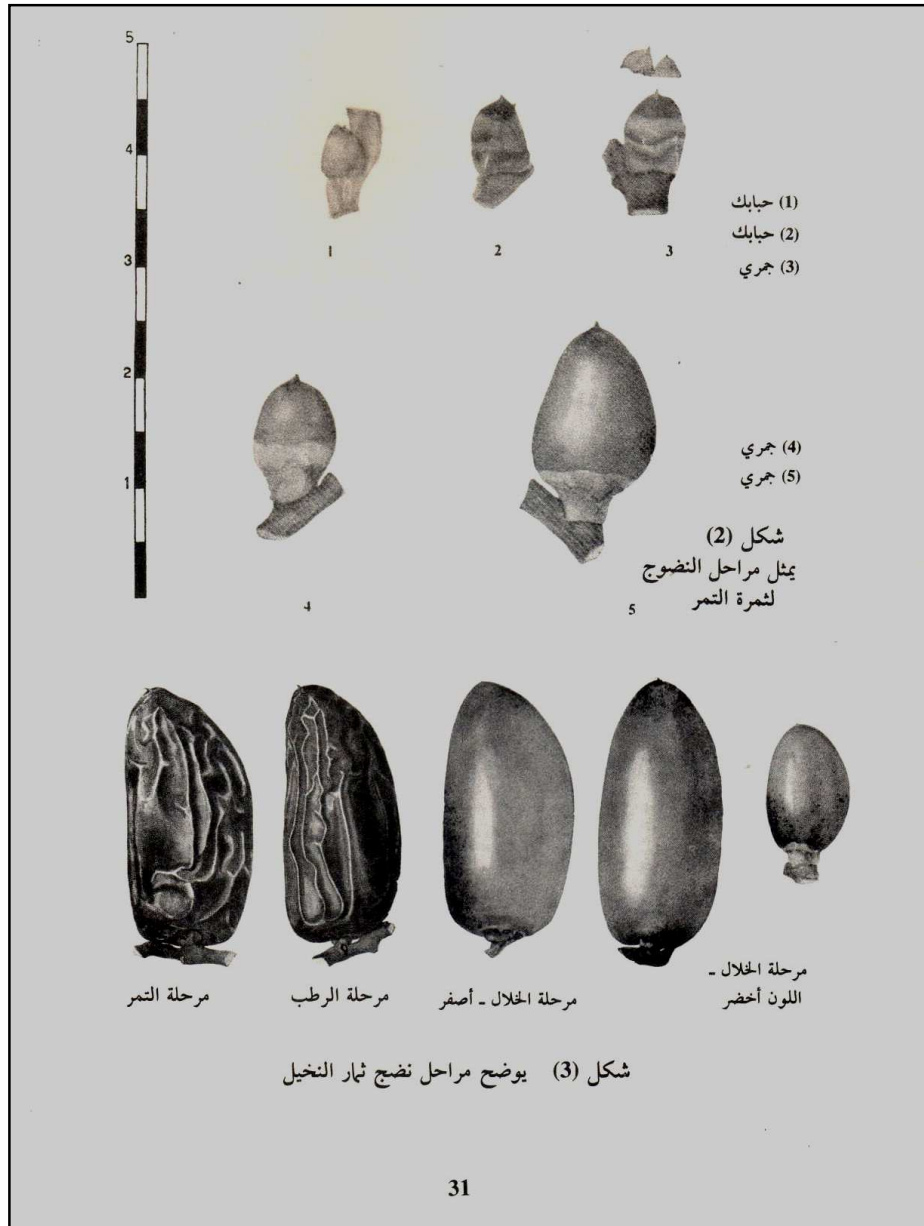 5
4
3
2
1
1
2
3
(1) حبابك
(2) حبابك
(3) جمري
4
5
(4) جمري
(5) جمري
شكل (2)
يمثل مراحل النضوج
لثمرة التمر
مرحلة الخلال ـ
اللون أخضر
مرحلة الخلال ـ أصفر
مرحلة الرطب
مرحلة التمر
شكل (3) يوضح مراحل نضج ثمار النخيل
31